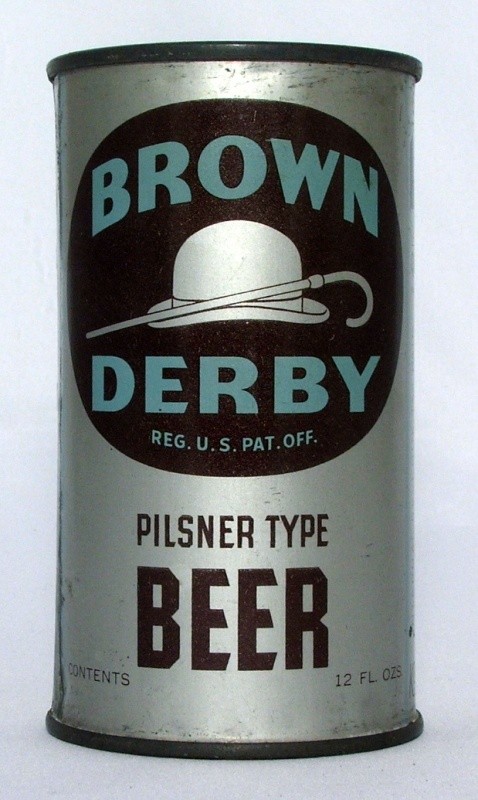 BROWN
DERBY
REG. U. S. PAT. OFF.
PILSNER TYPE
BEER
CONTENTS 12 FL. OZS